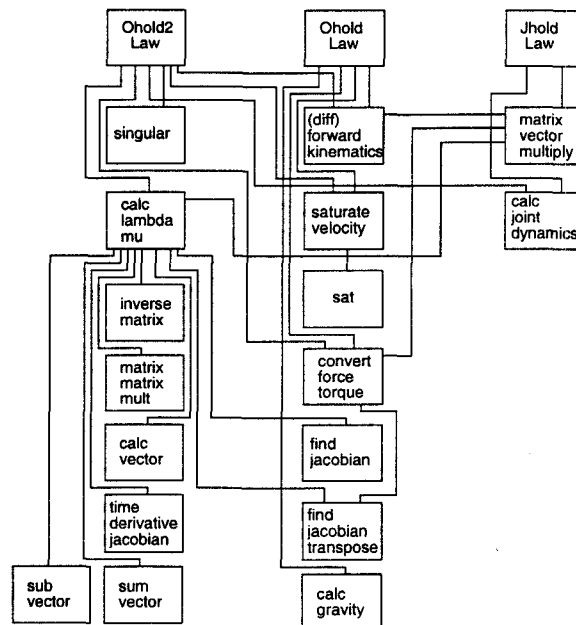 Ohold2
Law
Ohold
Law
Jhold
Law
singular
(diff)
forward
kinematics
matrix
vector
multiply
calc
lambda
mu
saturate
velocity
calc
joint
dynamics
inverse
matrix
sat
matrix
matrix
mult
convert
force
torque
calc
vector
find
jacobian
time
derivative
jacobian
find
jacobian
transpose
sub
vector
sum
vector
calc
gravity